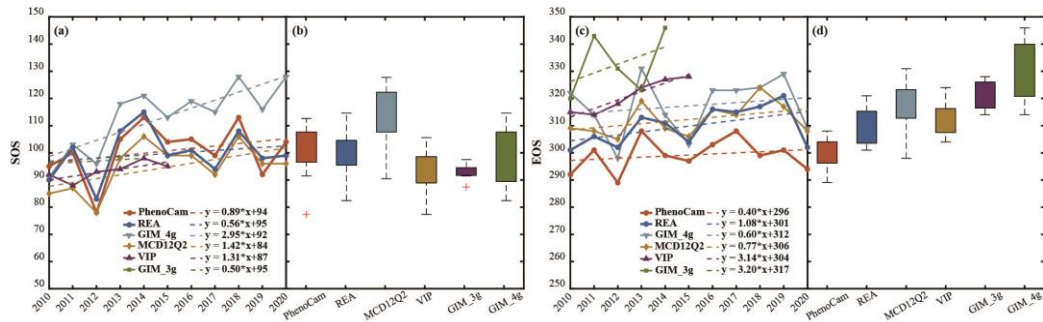 150
140
130
120
110
100
90
80
70
60
50
SOS
(a)
PhenoCam y = 0.89*x+94
REA y = 0.56*x+95
GIM_4g y = 2.95*x+92
MCD12Q2 y = 1.42*x+84
VIP y = 1.31*x+87
GIM_3g y = 0.50*x+95
2010 2011 2012 2013 2014 2015 2016 2017 2018 2019 2020
(b)
PhenoCam REA MCD12Q2 VIP GIM_3g GIM_4g
350
340
330
320
310
300
290
280
270
260
250
EOS
(c)
PhenoCam y = 0.40*x+296
REA y = 1.08*x+301
GIM_4g y = 0.60*x+312
MCD12Q2 y = 0.77*x+306
VIP y = 3.14*x+304
GIM_3g y = 3.20*x+317
2010 2011 2012 2013 2014 2015 2016 2017 2018 2019 2020
(d)
PhenoCam REA MCD12Q2 VIP GIM_3g GIM_4g